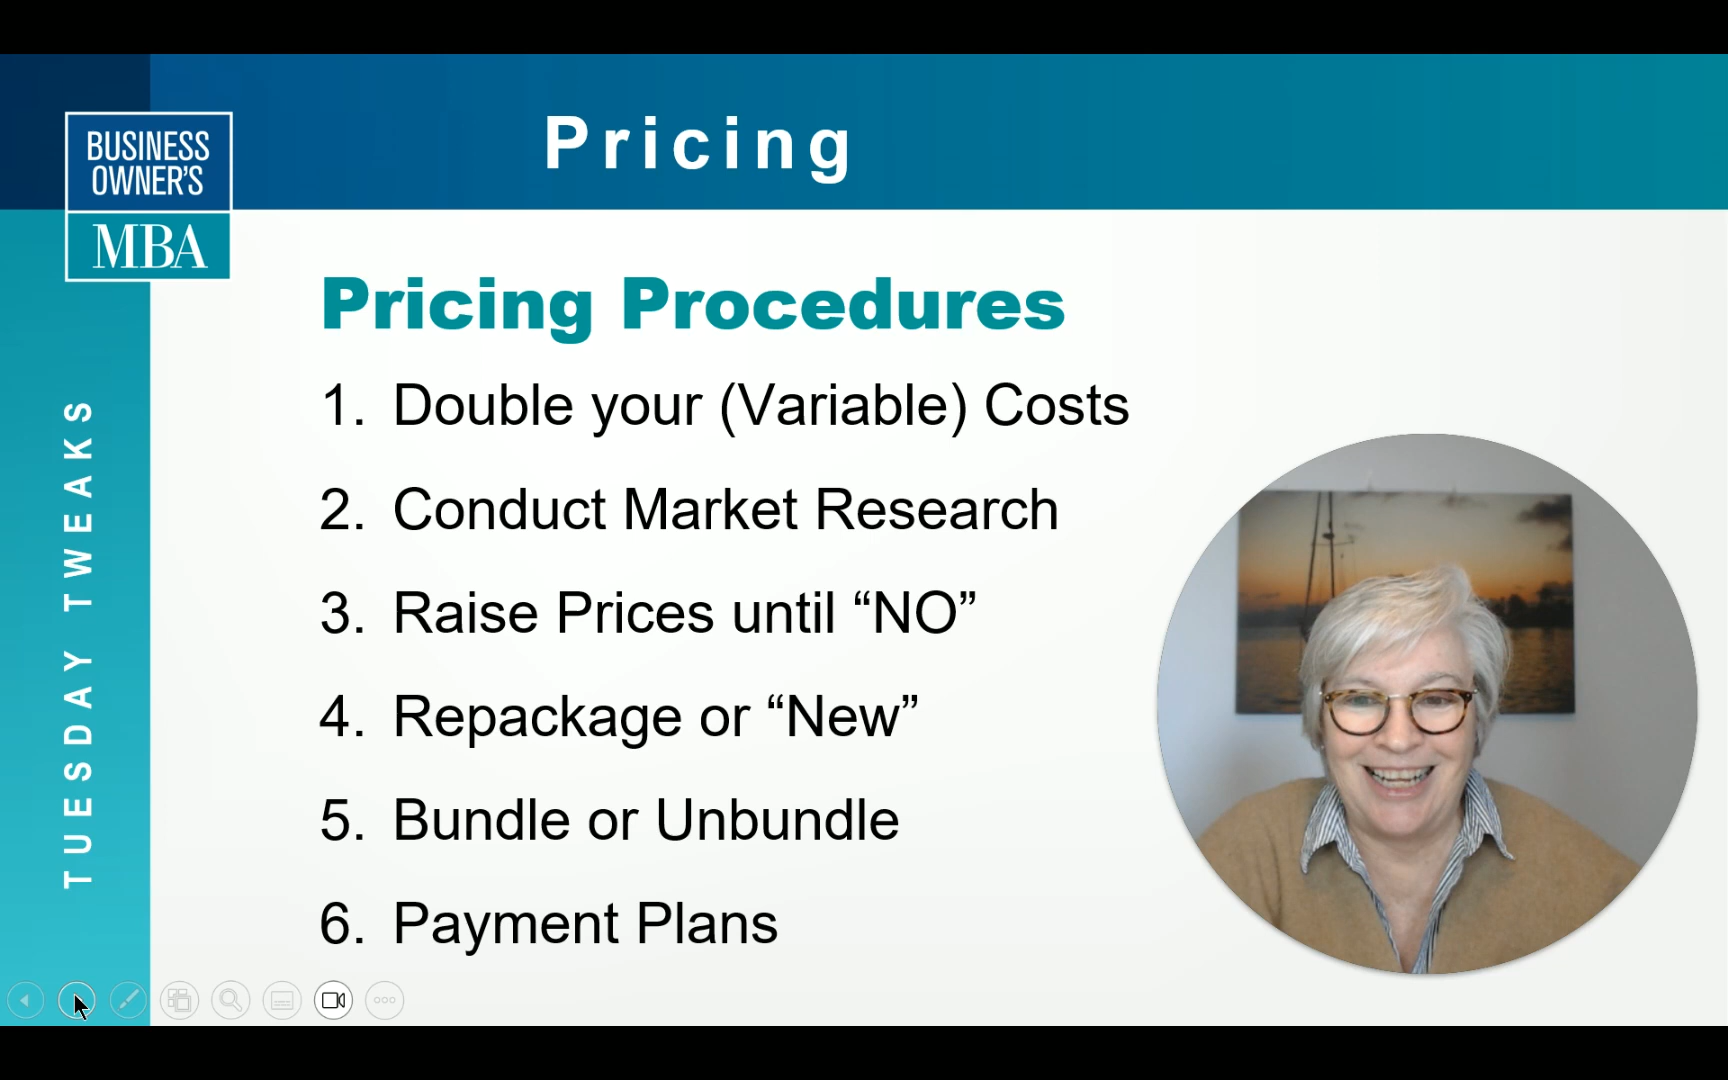 Pricing
BUSINESS
OWNER'S
MBA
TUESDAY TWEAKS
Pricing Procedures
1. Double your (Variable) Costs
2. Conduct Market Research
3. Raise Prices until “NO”
4. Repackage or “New”
5. Bundle or Unbundle
6. Payment Plans